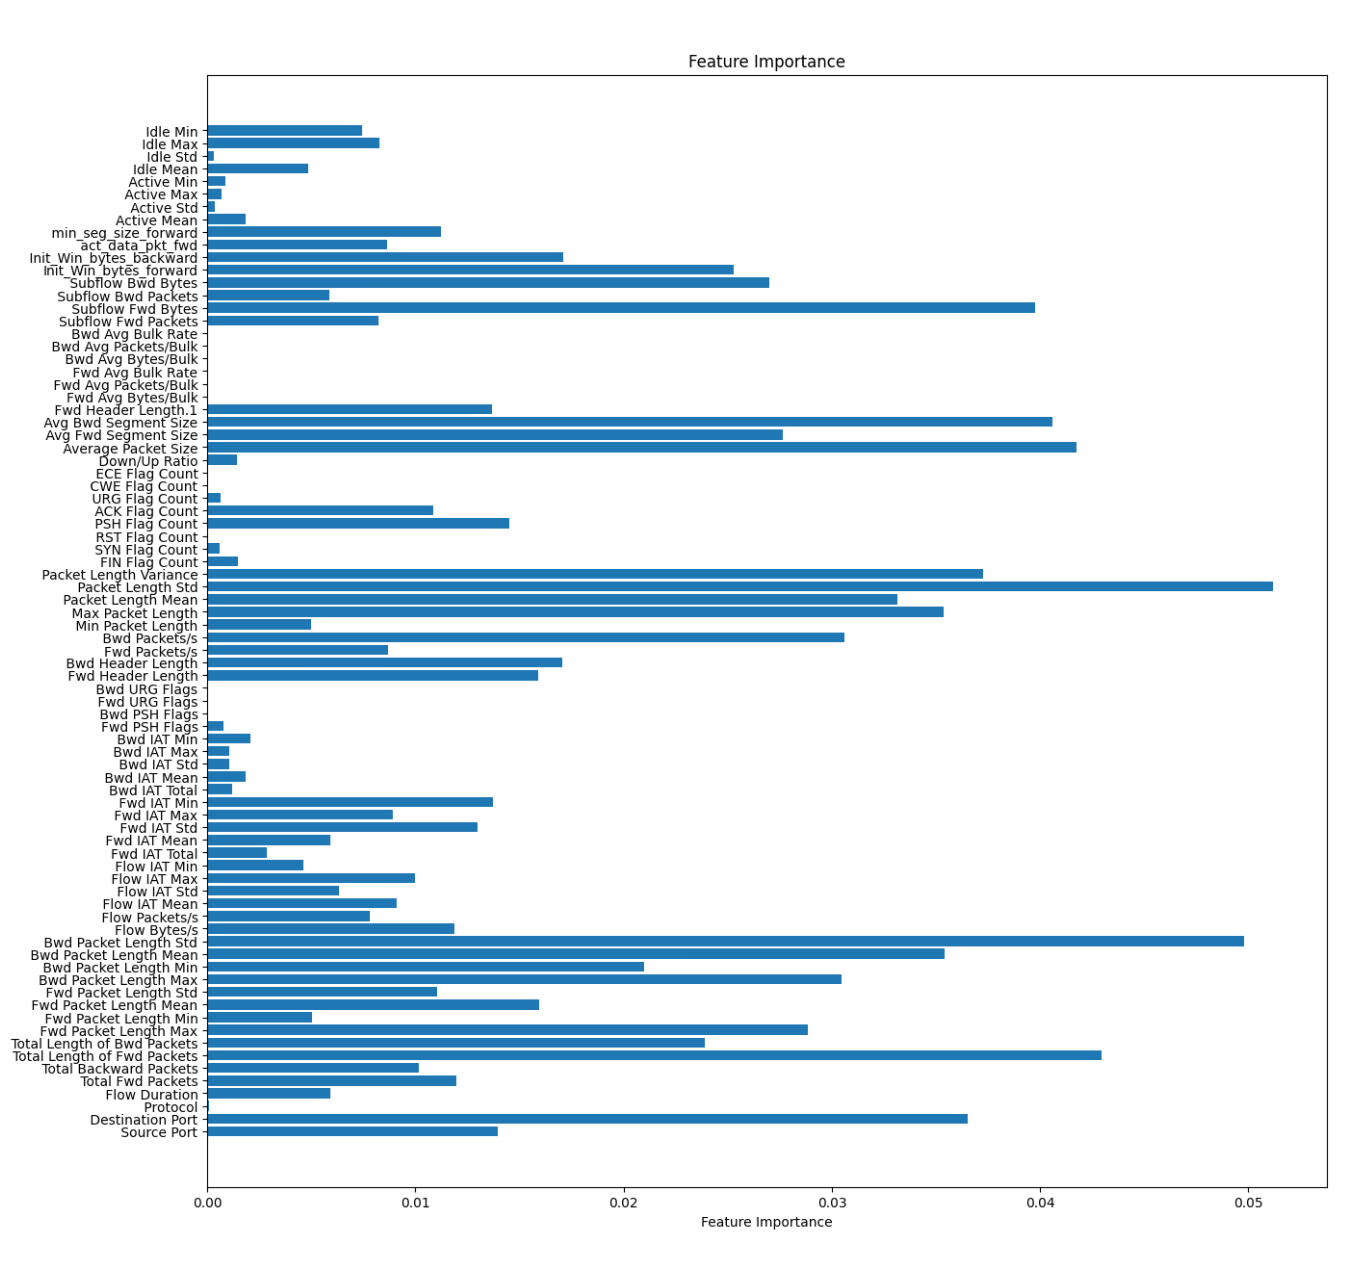 Feature Importance
Idle Min
Idle Max
Idle Std
Idle Mean
Active Min
Active Max
Active Std
Active Mean
min_seg_size_forward
act_data_pkt_fwd
Init_Win_bytes_backward
Init_Win_bytes_forward
Subflow Bwd Bytes
Subflow Bwd Packets
Subflow Fwd Bytes
Subflow Fwd Packets
Bwd Avg Bulk Rate
Bwd Avg Packets/Bulk
Bwd Avg Bytes/Bulk
Fwd Avg Bulk Rate
Fwd Avg Packets/Bulk
Fwd Avg Bytes/Bulk
Fwd Header Length.1
Avg Bwd Segment Size
Avg Fwd Segment Size
Average Packet Size
Down/Up Ratio
ECE Flag Count
CWE Flag Count
URG Flag Count
ACK Flag Count
PSH Flag Count
RST Flag Count
SYN Flag Count
FIN Flag Count
Packet Length Variance
Packet Length Std
Packet Length Mean
Max Packet Length
Min Packet Length
Bwd Packets/s
Fwd Packets/s
Bwd Header Length
Fwd Header Length
Bwd URG Flags
Fwd URG Flags
Bwd PSH Flags
Fwd PSH Flags
Bwd IAT Min
Bwd IAT Max
Bwd IAT Std
Bwd IAT Mean
Bwd IAT Total
Fwd IAT Min
Fwd IAT Max
Fwd IAT Std
Fwd IAT Mean
Fwd IAT Total
Flow IAT Min
Flow IAT Max
Flow IAT Std
Flow IAT Mean
Flow Packets/s
Flow Bytes/s
Bwd Packet Length Std
Bwd Packet Length Mean
Bwd Packet Length Min
Bwd Packet Length Max
Fwd Packet Length Std
Fwd Packet Length Mean
Fwd Packet Length Min
Fwd Packet Length Max
Total Length of Bwd Packets
Total Length of Fwd Packets
Total Backward Packets
Total Fwd Packets
Flow Duration
Protocol
Destination Port
Source Port
0.00 0.01 0.02 0.03 0.04 0.05
Feature Importance